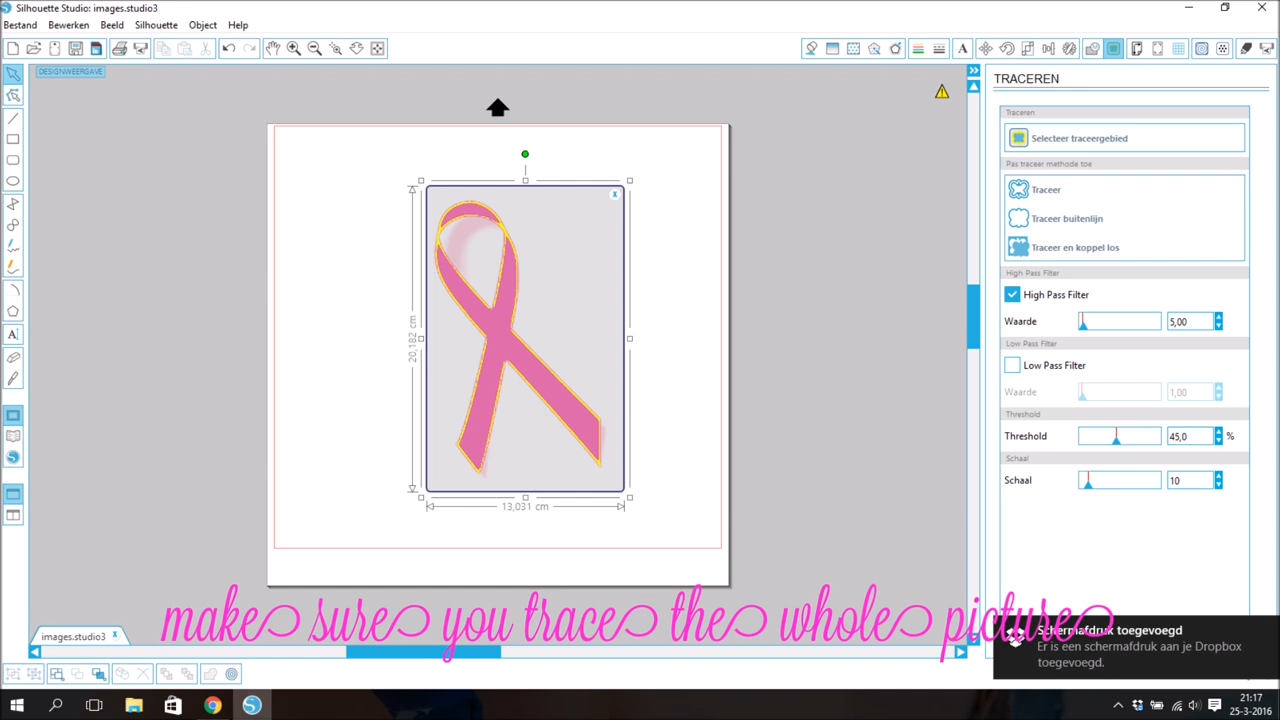 Silhouette Studio: images.studio3
Bestand Bewerken Beeld Silhouette Object Help
DESIGNWEERGAVE
TRACEREN
Traceren
Selecteer traceergebied
Pas traceer methode toe
Traceer
Traceer buitenlijn
Traceer en koppel los
High Pass Filter
High Pass Filter
Waarde 5,00
Low Pass Filter
Low Pass Filter
Waarde 1,00
Threshold
Threshold 45,0 %
Schaal
Schaal 10
x
20,182 cm
13,031 cm
make sure you trace the whole picture
images.studio3 x
Schermafdruk toegevoegd
Er is een schermafdruk aan je Dropbox
toegevoegd.
21:17
25-3-2016